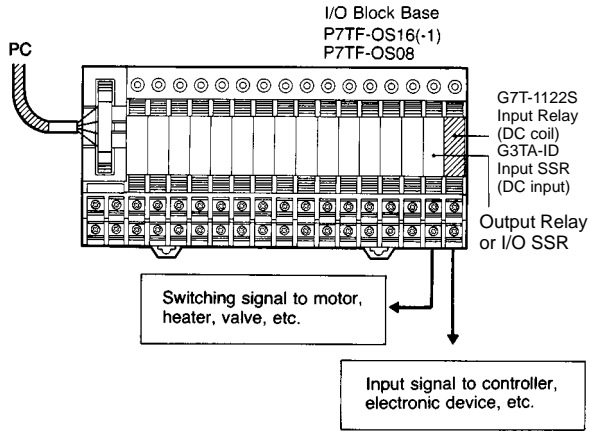 I/O Block Base
P7TF-OS16(-1)
P7TF-OS08
PC
G7T-1122S
Input Relay
(DC coil)
G3TA-ID
Input SSR
(DC input)
Output Relay
or I/O SSR
Switching signal to motor,
heater, valve, etc.
Input signal to controller,
electronic device, etc.